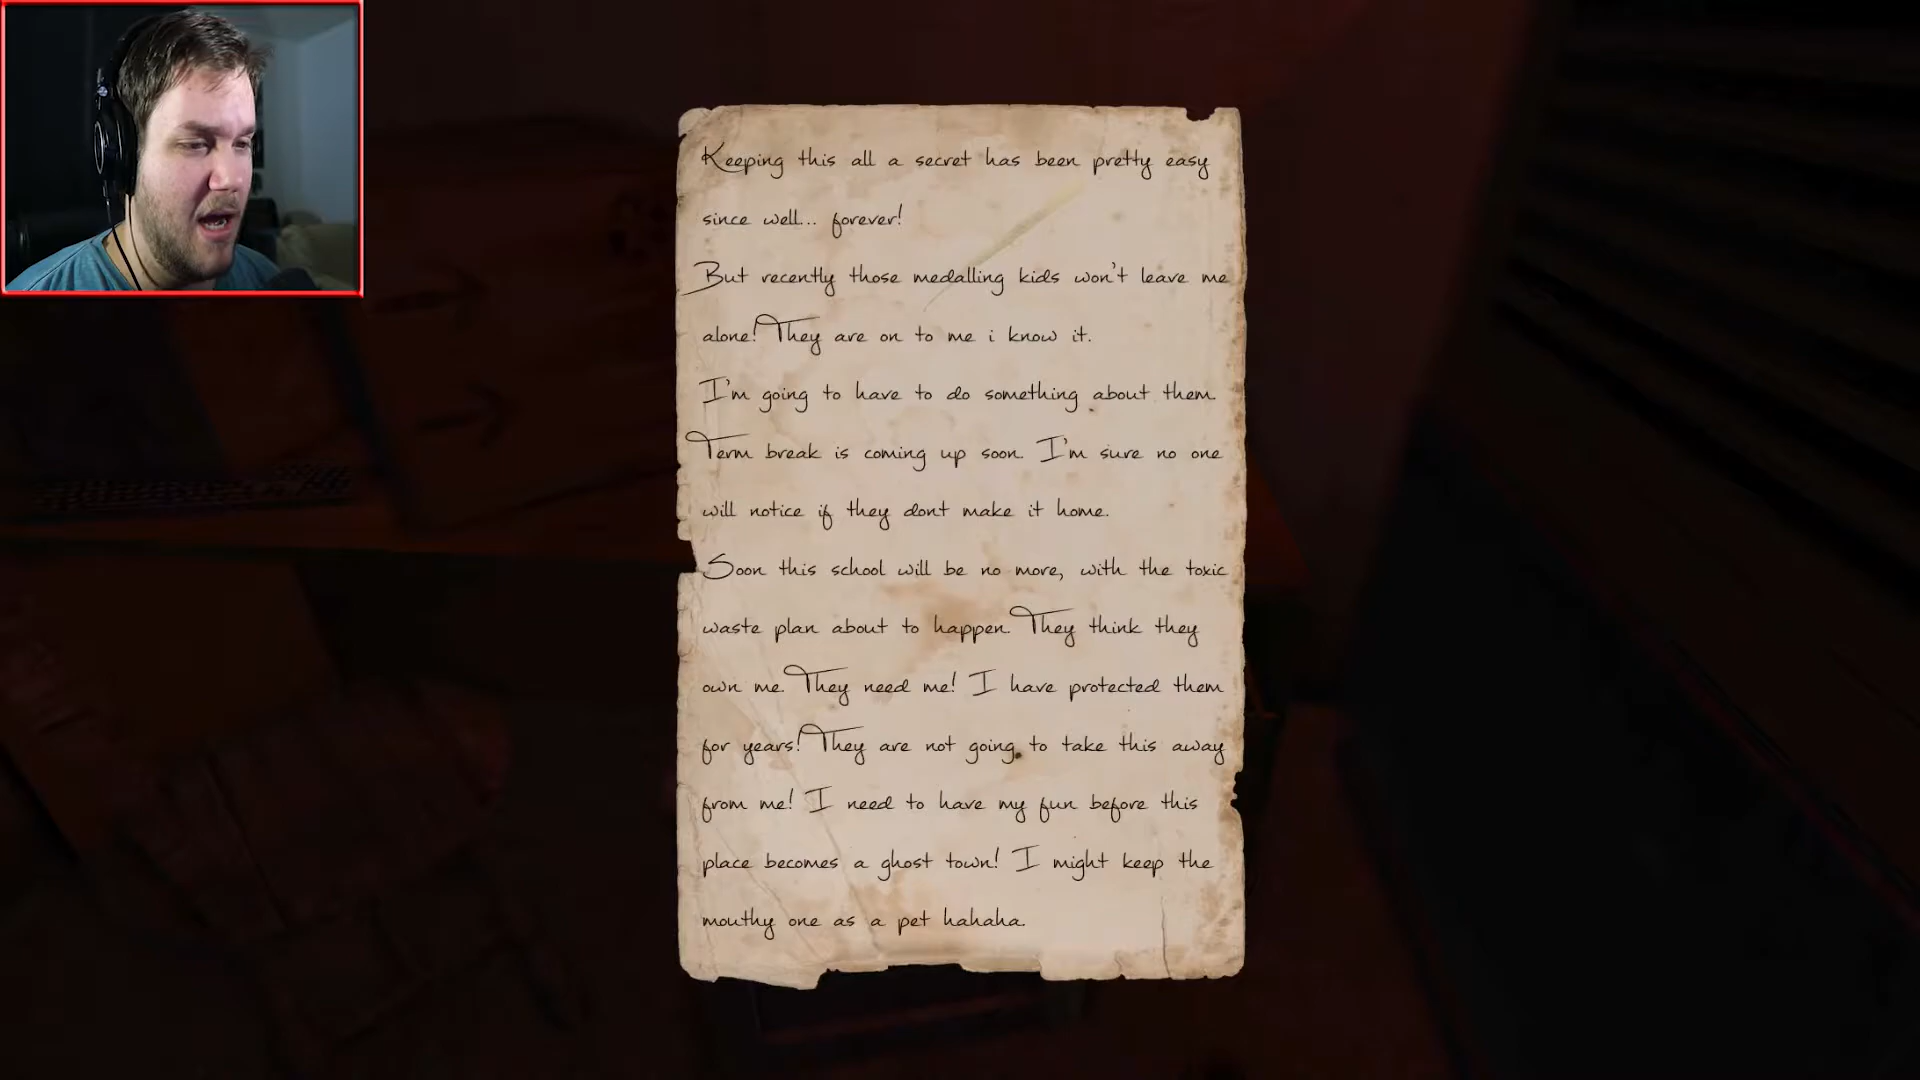 Keeping this all a secret has been pretty easy
since well... forever!
But recently those medalling kids won't leave me
alone! They are on to me i know it.
I'm going to have to do something about them.
Term break is coming up soon. I'm sure no one
will notice if they dont make it home.
Soon this school will be no more, with the toxic
waste plan about to happen. They think they
own me. They need me! I have protected them
for years! They are not going to take this away
from me! I need to have my fun before this
place becomes a ghost town! I might keep the
mouthy one as a pet hahaha.